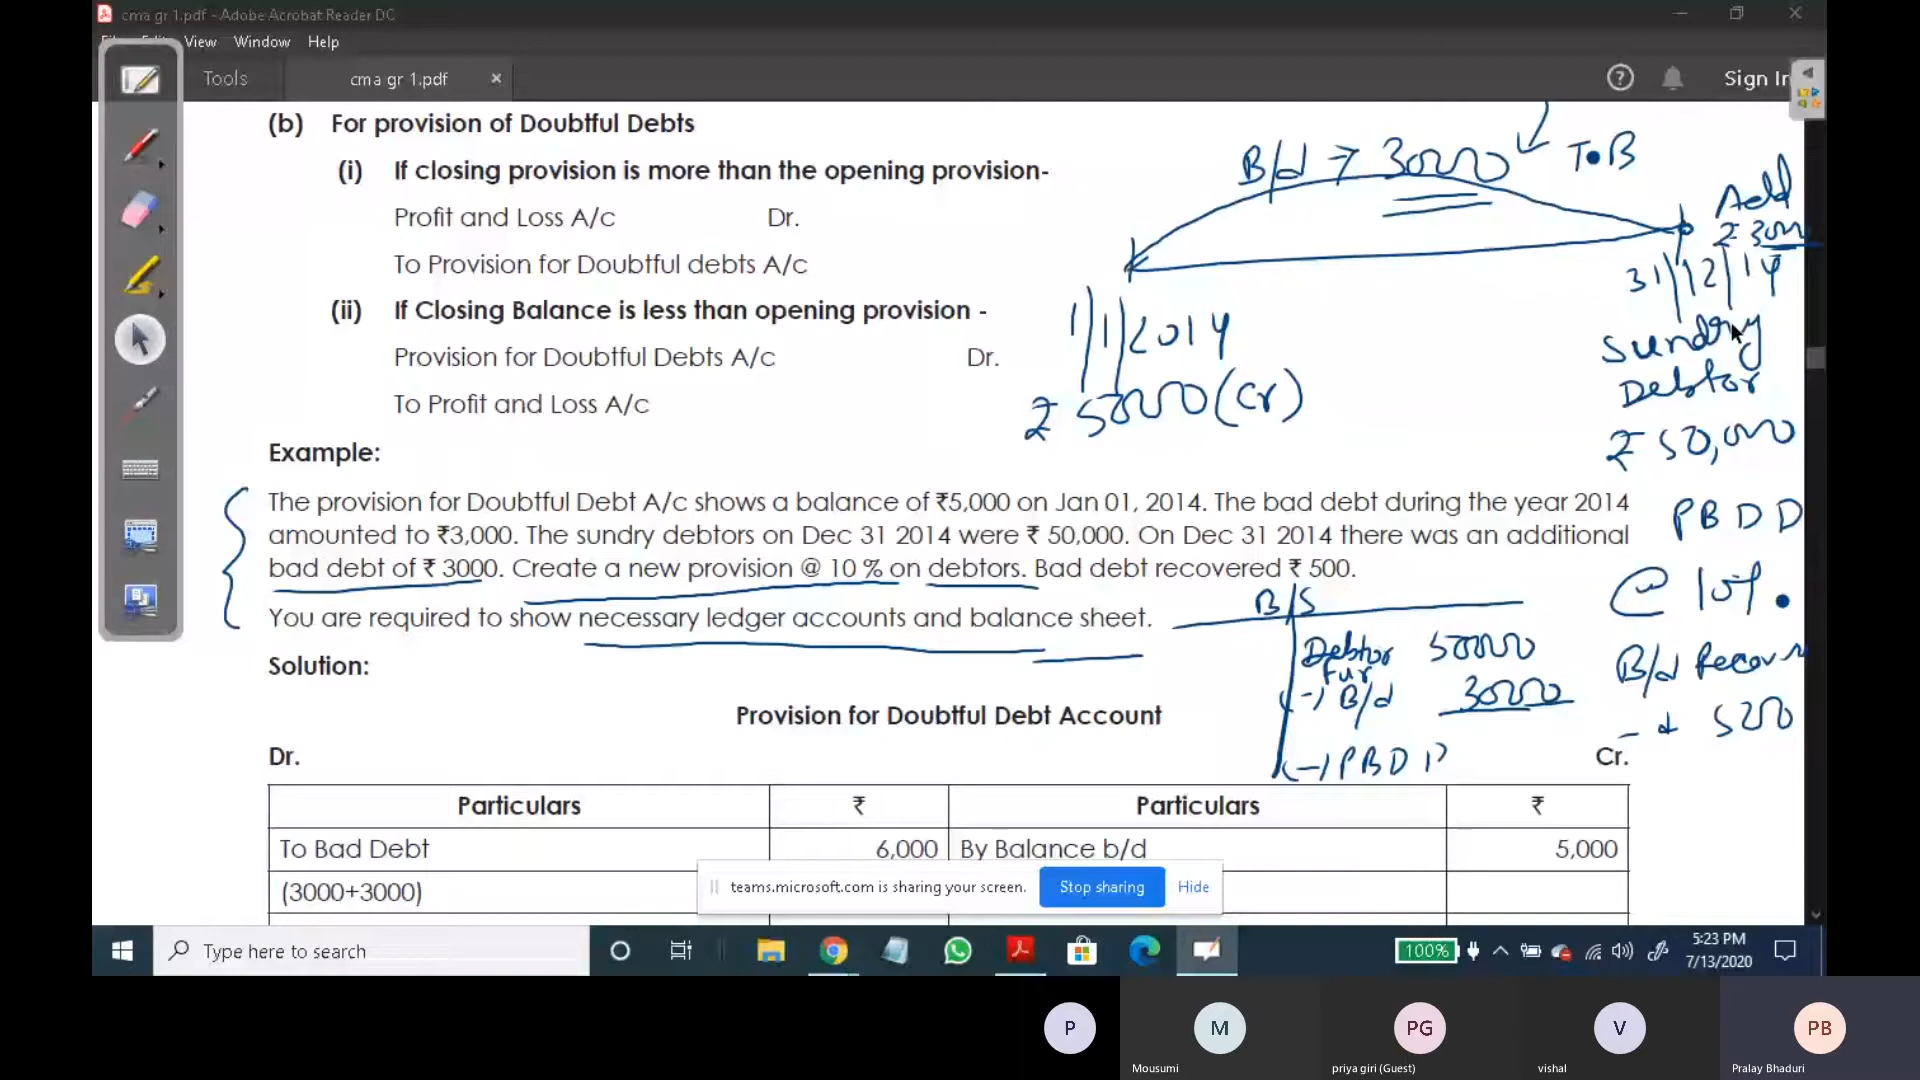 cma gr 1.pdf - Adobe Acrobat Reader DC
View Window Help
Tools
cma gr 1.pdf ×
Sign In
(b) For provision of Doubtful Debts
(i) If closing provision is more than the opening provision-
Profit and Loss A/c Dr.
To Provision for Doubtful debts A/c
(ii) If Closing Balance is less than opening provision -
Provision for Doubtful Debts A/c Dr.
To Profit and Loss A/c
B/d → 3000 T.B
Add
₹ 3000
31/12/14
1/1/2014
₹ 5000 (Cr)
Sundry
Debtor
₹ 50,000
PBDD
@ 10%.
Example:
The provision for Doubtful Debt A/c shows a balance of ₹5,000 on Jan 01, 2014. The bad debt during the year 2014
amounted to ₹3,000. The sundry debtors on Dec 31 2014 were ₹ 50,000. On Dec 31 2014 there was an additional
bad debt of ₹ 3000. Create a new provision @ 10 % on debtors. Bad debt recovered ₹ 500.
You are required to show necessary ledger accounts and balance sheet.
B/S
Debtor 50000
Fur
(-) B/d 3000
(-) PBDD
B/d
500
Solution:
Provision for Doubtful Debt Account
Dr. Cr.
Particulars ₹ Particulars ₹
To Bad Debt 6,000 By Balance b/d 5,000
(3000+3000)
teams.microsoft.com is sharing your screen. Stop sharing Hide
Type here to search
100%
5:23 PM
7/13/2020
P M PG V PB
Mousumi priya giri (Guest) vishal Pralay Bhaduri